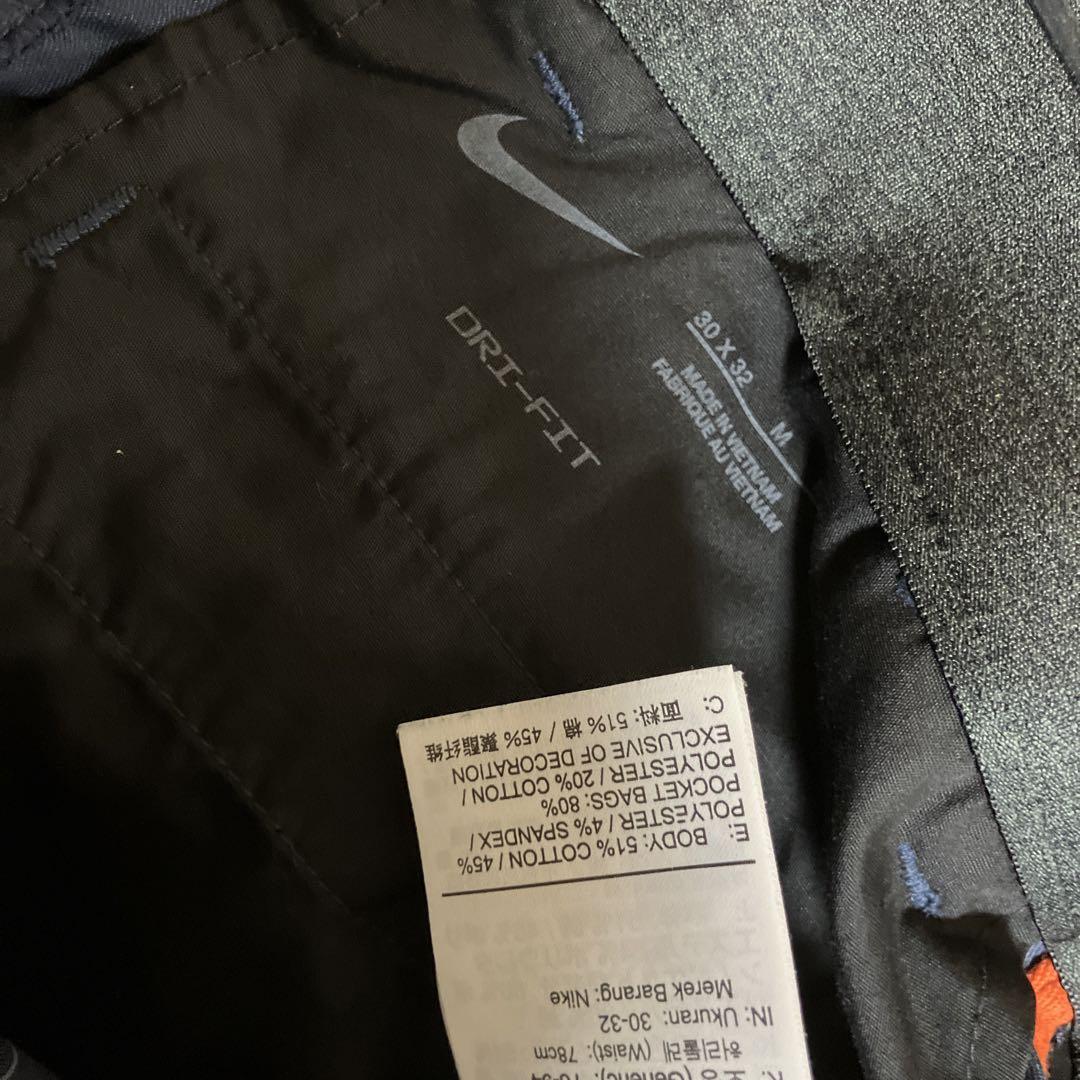 DRI-FIT
30 X 32 M
MADE IN VIETNAM
FABRIQUE AU VIETNAM
(Generic):
허리둘레 (Waist): 78cm
IN: Ukuran: 30-32
Merek Barang: Nike
E: BODY: 51% COTTON / 45%
POLYESTER / 4% SPANDEX /
POCKET BAGS: 80%
POLYESTER / 20% COTTON /
EXCLUSIVE OF DECORATION
C: 面料: 51% 棉 / 45% 聚酯纤维